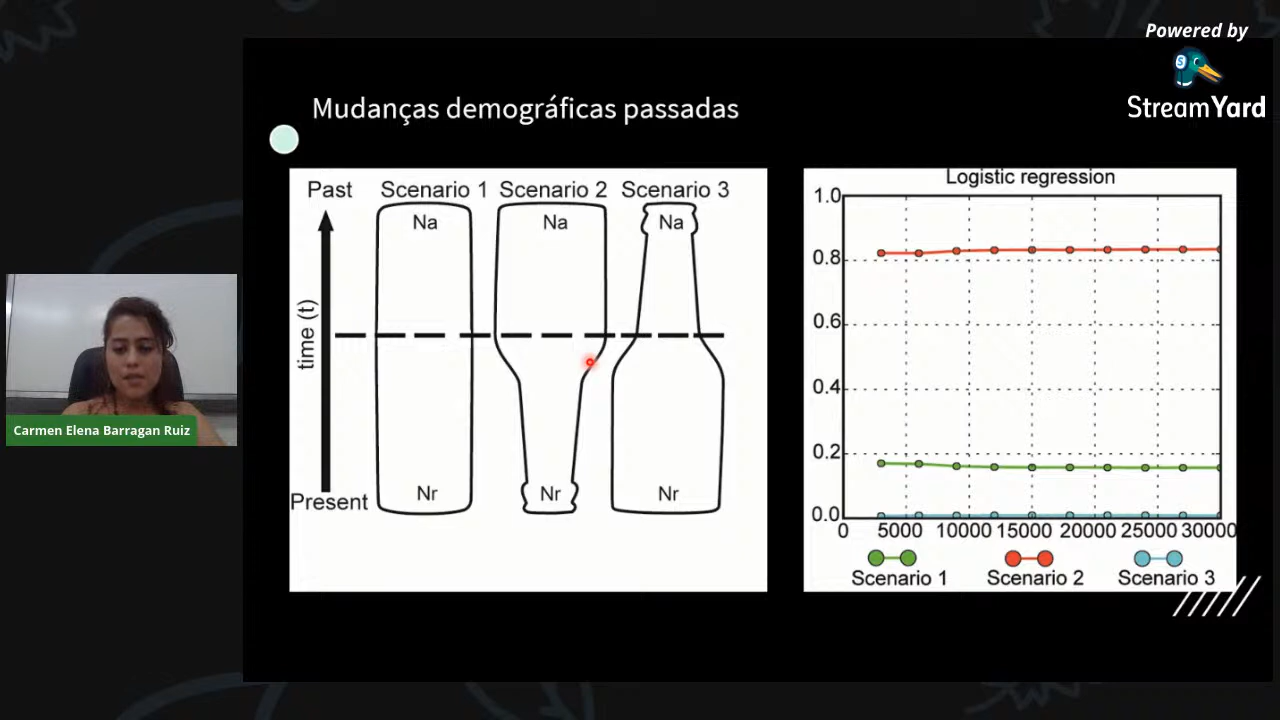 Powered by
StreamYard
Mudanças demográficas passadas
Past
Scenario 1
Scenario 2
Scenario 3
Na
Na
Na
time (t)
Nr
Nr
Nr
Present
Logistic regression
1.0
0.8
0.6
0.4
0.2
0.0
0 5000 10000 15000 20000 25000 30000
Scenario 1
Scenario 2
Scenario 3
Carmen Elena Barragan Ruiz